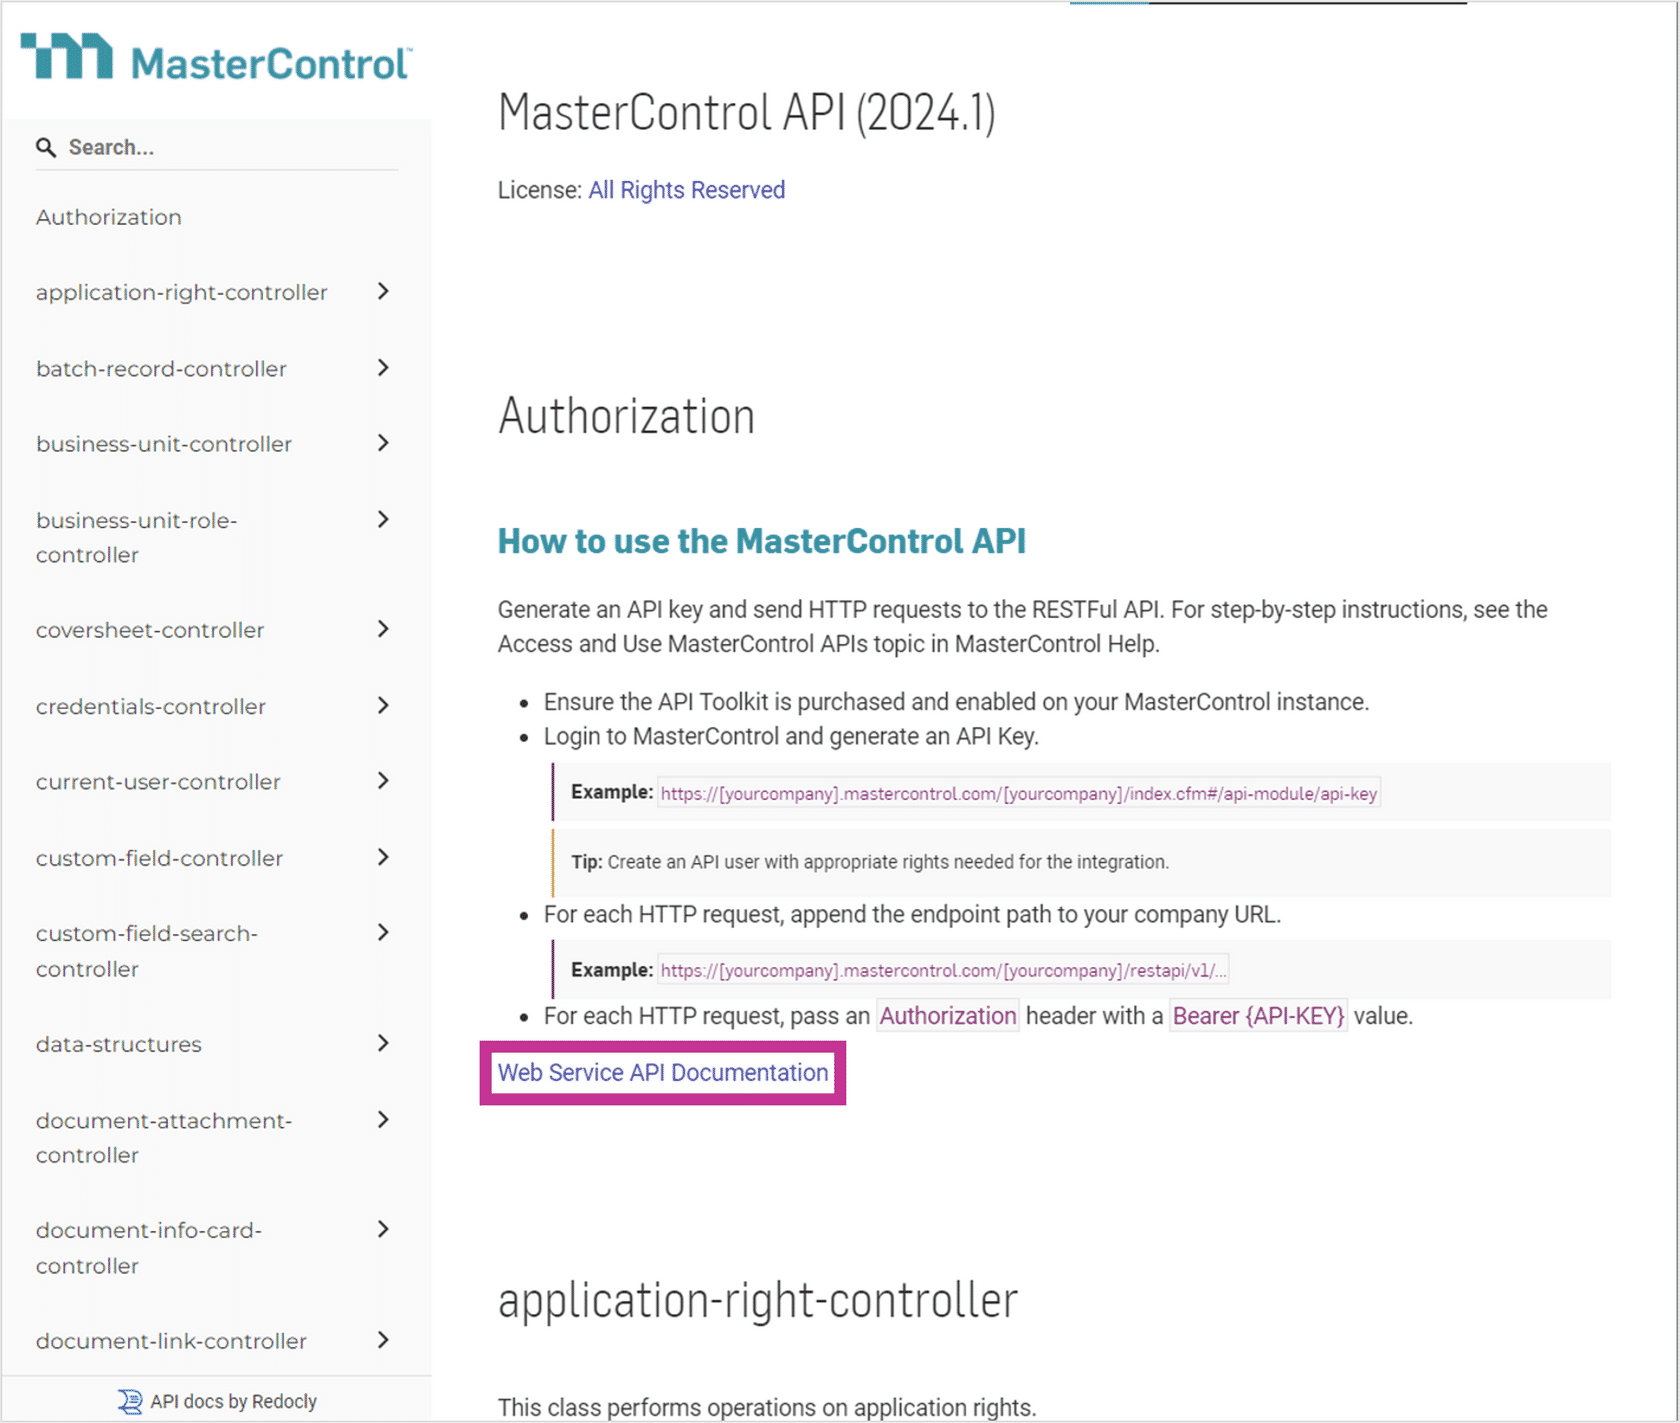 MasterControl™
Search...
Authorization
application-right-controller
batch-record-controller
business-unit-controller
business-unit-role-
controller
coversheet-controller
credentials-controller
current-user-controller
custom-field-controller
custom-field-search-
controller
data-structures
document-attachment-
controller
document-info-card-
controller
document-link-controller
API docs by Redocly
MasterControl API (2024.1)
License: All Rights Reserved
Authorization
How to use the MasterControl API
Generate an API key and send HTTP requests to the RESTFul API. For step-by-step instructions, see the
Access and Use MasterControl APIs topic in MasterControl Help.
• Ensure the API Toolkit is purchased and enabled on your MasterControl instance.
• Login to MasterControl and generate an API Key.
Example: https://[yourcompany].mastercontrol.com/[yourcompany]/index.cfm#/api-module/api-key
Tip: Create an API user with appropriate rights needed for the integration.
• For each HTTP request, append the endpoint path to your company URL.
Example: https://[yourcompany].mastercontrol.com/[yourcompany]/restapi/v1/...
• For each HTTP request, pass an Authorization header with a Bearer {API-KEY} value.
Web Service API Documentation
application-right-controller
This class performs operations on application rights.